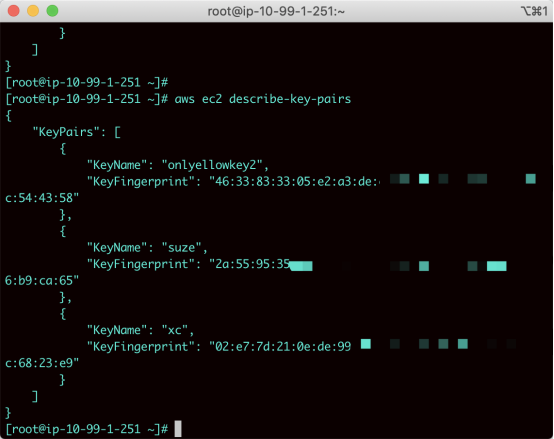 root@ip-10-99-1-251:~
⌥⌘1
}
]
}
[root@ip-10-99-1-251 ~]#
[root@ip-10-99-1-251 ~]# aws ec2 describe-key-pairs
{
"KeyPairs": [
{
"KeyName": "onlyellowkey2",
"KeyFingerprint": "46:33:83:33:05:e2:a3:de:
c:54:43:58"
},
{
"KeyName": "suze",
"KeyFingerprint": "2a:55:95:35
6:b9:ca:65"
},
{
"KeyName": "xc",
"KeyFingerprint": "02:e7:7d:21:0e:de:99
c:68:23:e9"
}
]
}
[root@ip-10-99-1-251 ~]#